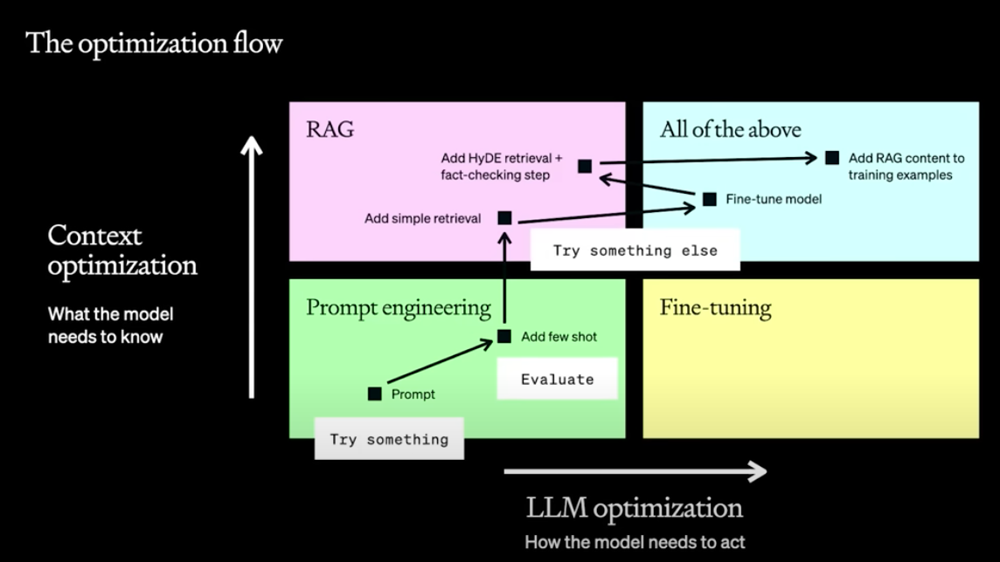 The optimization flow
RAG
All of the above
Add HyDE retrieval +
fact-checking step
Add RAG content to
training examples
Fine-tune model
Add simple retrieval
Try something else
Context
optimization
What the model
needs to know
Prompt engineering
Fine-tuning
Add few shot
Evaluate
Prompt
Try something
LLM optimization
How the model needs to act